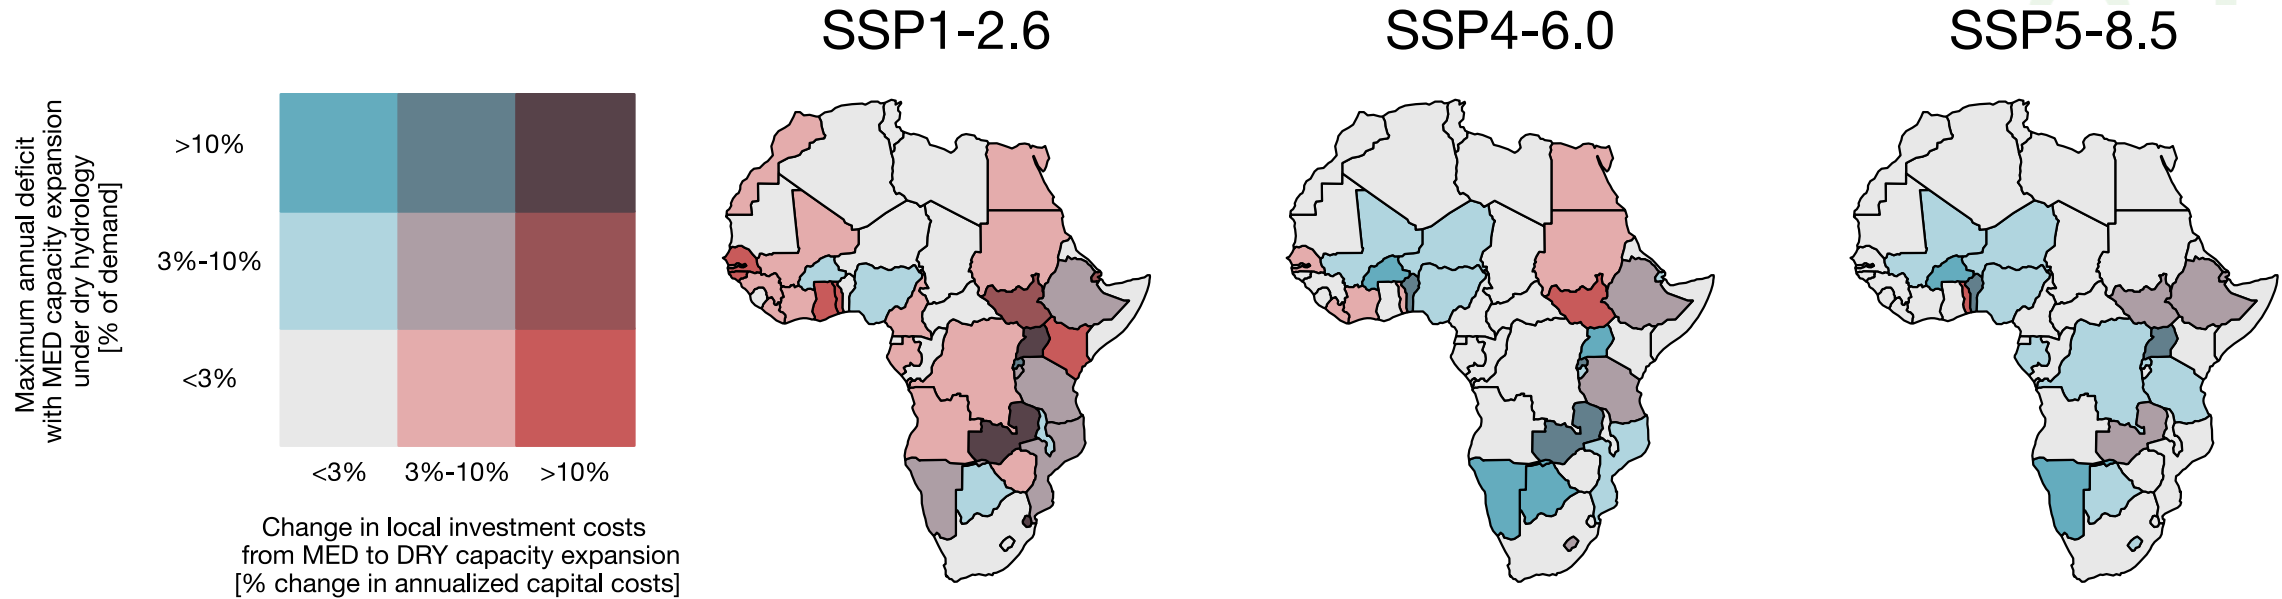 SSP1-2.6
SSP4-6.0
SSP5-8.5
Maximum annual deficit
with MED capacity expansion
under dry hydrology
[% of demand]
>10%
3%-10%
<3%
<3%
3%-10%
>10%
Change in local investment costs
from MED to DRY capacity expansion
[% change in annualized capital costs]